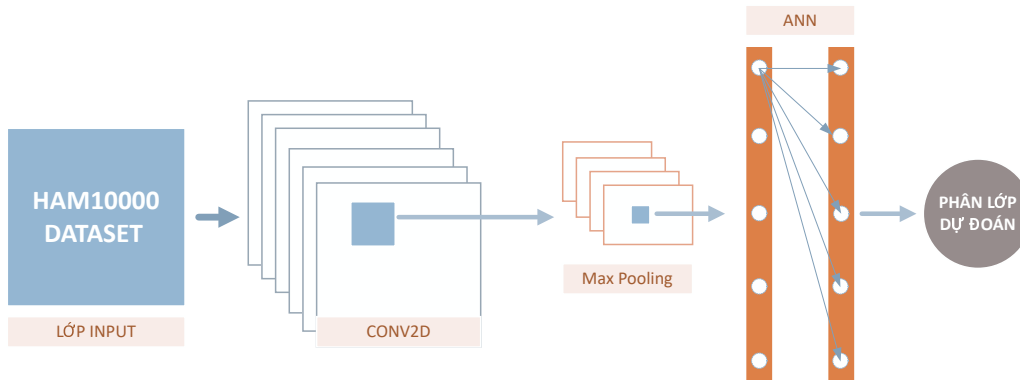 HAM10000
DATASET
LỚP INPUT
CONV2D
Max Pooling
ANN
PHÂN LỚP
DỰ ĐOÁN